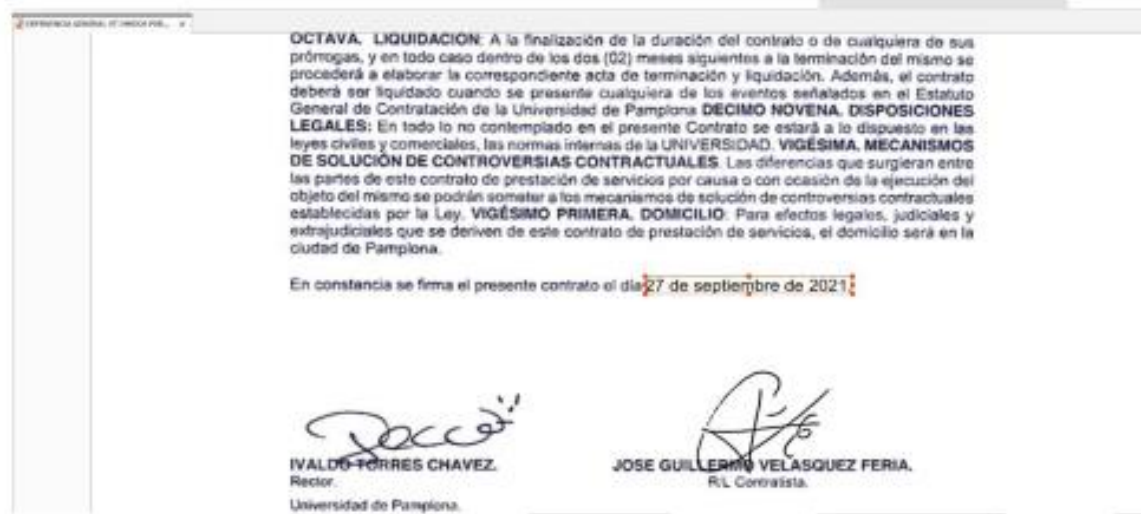 OCTAVA. LIQUIDACIÓN: A la finalización de la duración del contrato o de cualquiera de sus
prórrogas, y en todo caso dentro de los dos (02) meses siguientes a la terminación del mismo se
procederá a elaborar la correspondiente acta de terminación y liquidación. Además, el contrato
deberá ser liquidado cuando se presente cualquiera de los eventos señalados en el Estatuto
General de Contratación de la Universidad de Pamplona DECIMO NOVENA. DISPOSICIONES
LEGALES: En todo lo no contemplado en el presente Contrato se estará a lo dispuesto en las
leyes civiles y comerciales, las normas internas de la UNIVERSIDAD. VIGÉSIMA. MECANISMOS
DE SOLUCIÓN DE CONTROVERSIAS CONTRACTUALES. Las diferencias que surgieran entre
las partes de este contrato de prestación de servicios por causa o con ocasión de la ejecución del
objeto del mismo se podrán someter a los mecanismos de solución de controversias contractuales
establecidas por la Ley. VIGÉSIMO PRIMERA. DOMICILIO: Para efectos legales, judiciales y
extrajudiciales que se deriven de este contrato de prestación de servicios, el domicilio será en la
ciudad de Pamplona.
En constancia se firma el presente contrato el día 27 de septiembre de 2021.
IVALDO TORRES CHAVEZ. JOSE GUILLERMO VELASQUEZ FERIA.
Rector. R/L Contratista.
Universidad de Pamplona.